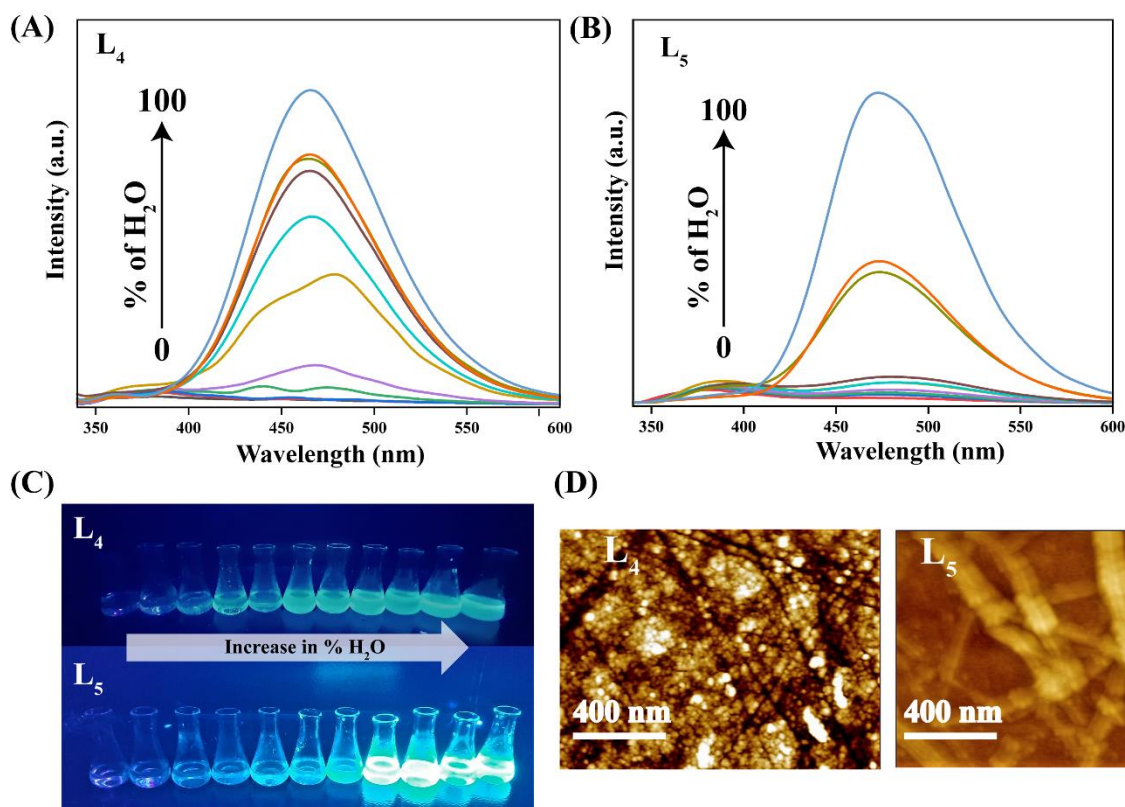 (A)
L₄
100
% of H₂O
0
Intensity (a.u.)
350 400 450 500 550 600
Wavelength (nm)
(B)
L₅
100
% of H₂O
0
Intensity (a.u.)
350 400 450 500 550 600
Wavelength (nm)
(C)
L₄
Increase in % H₂O
L₅
(D)
L₄
400 nm
L₅
400 nm